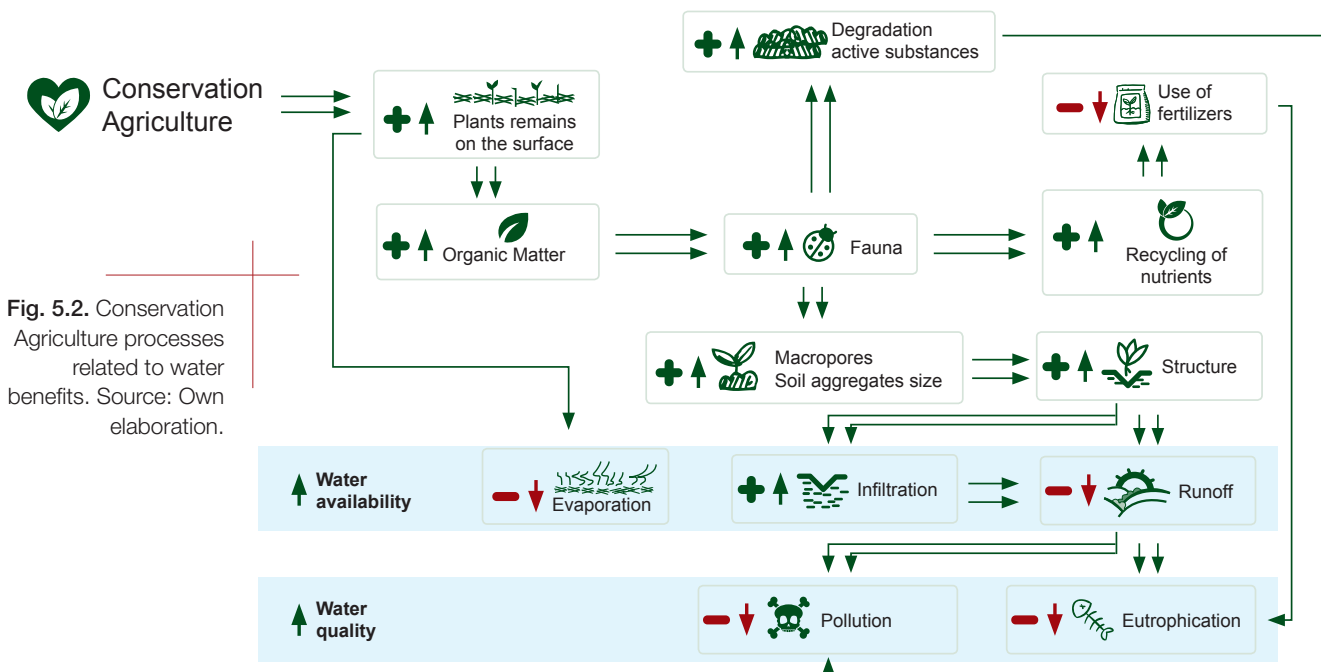 Conservation
Agriculture
Plants remains
on the surface
Degradation
active substances
Use of
fertilizers
Organic Matter
Fauna
Recycling of
nutrients
Fig. 5.2. Conservation
Agriculture processes
related to water
benefits. Source: Own
elaboration.
Macropores
Soil aggregates size
Structure
Water
availability
Evaporation
Infiltration
Runoff
Water
quality
Pollution
Eutrophication